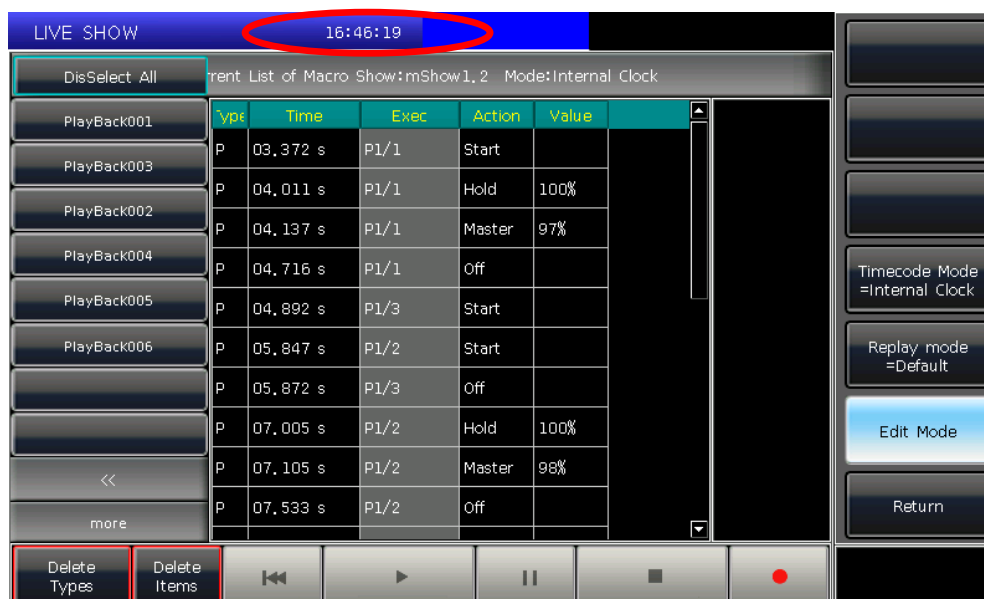 LIVE SHOW
16:46:19
DisSelect All
rrent List of Macro Show:mShow1.2 Mode:Internal Clock
PlayBack001
PlayBack003
PlayBack002
PlayBack004
PlayBack005
PlayBack006
<<
more
Type Time Exec Action Value
P 03.372 s P1/1 Start
P 04.011 s P1/1 Hold 100%
P 04.137 s P1/1 Master 97%
P 04.716 s P1/1 Off
P 04.892 s P1/3 Start
P 05.847 s P1/2 Start
P 05.872 s P1/3 Off
P 07.005 s P1/2 Hold 100%
P 07.105 s P1/2 Master 98%
P 07.533 s P1/2 Off
Timecode Mode
=Internal Clock
Replay mode
=Default
Edit Mode
Return
Delete
Types
Delete
Items